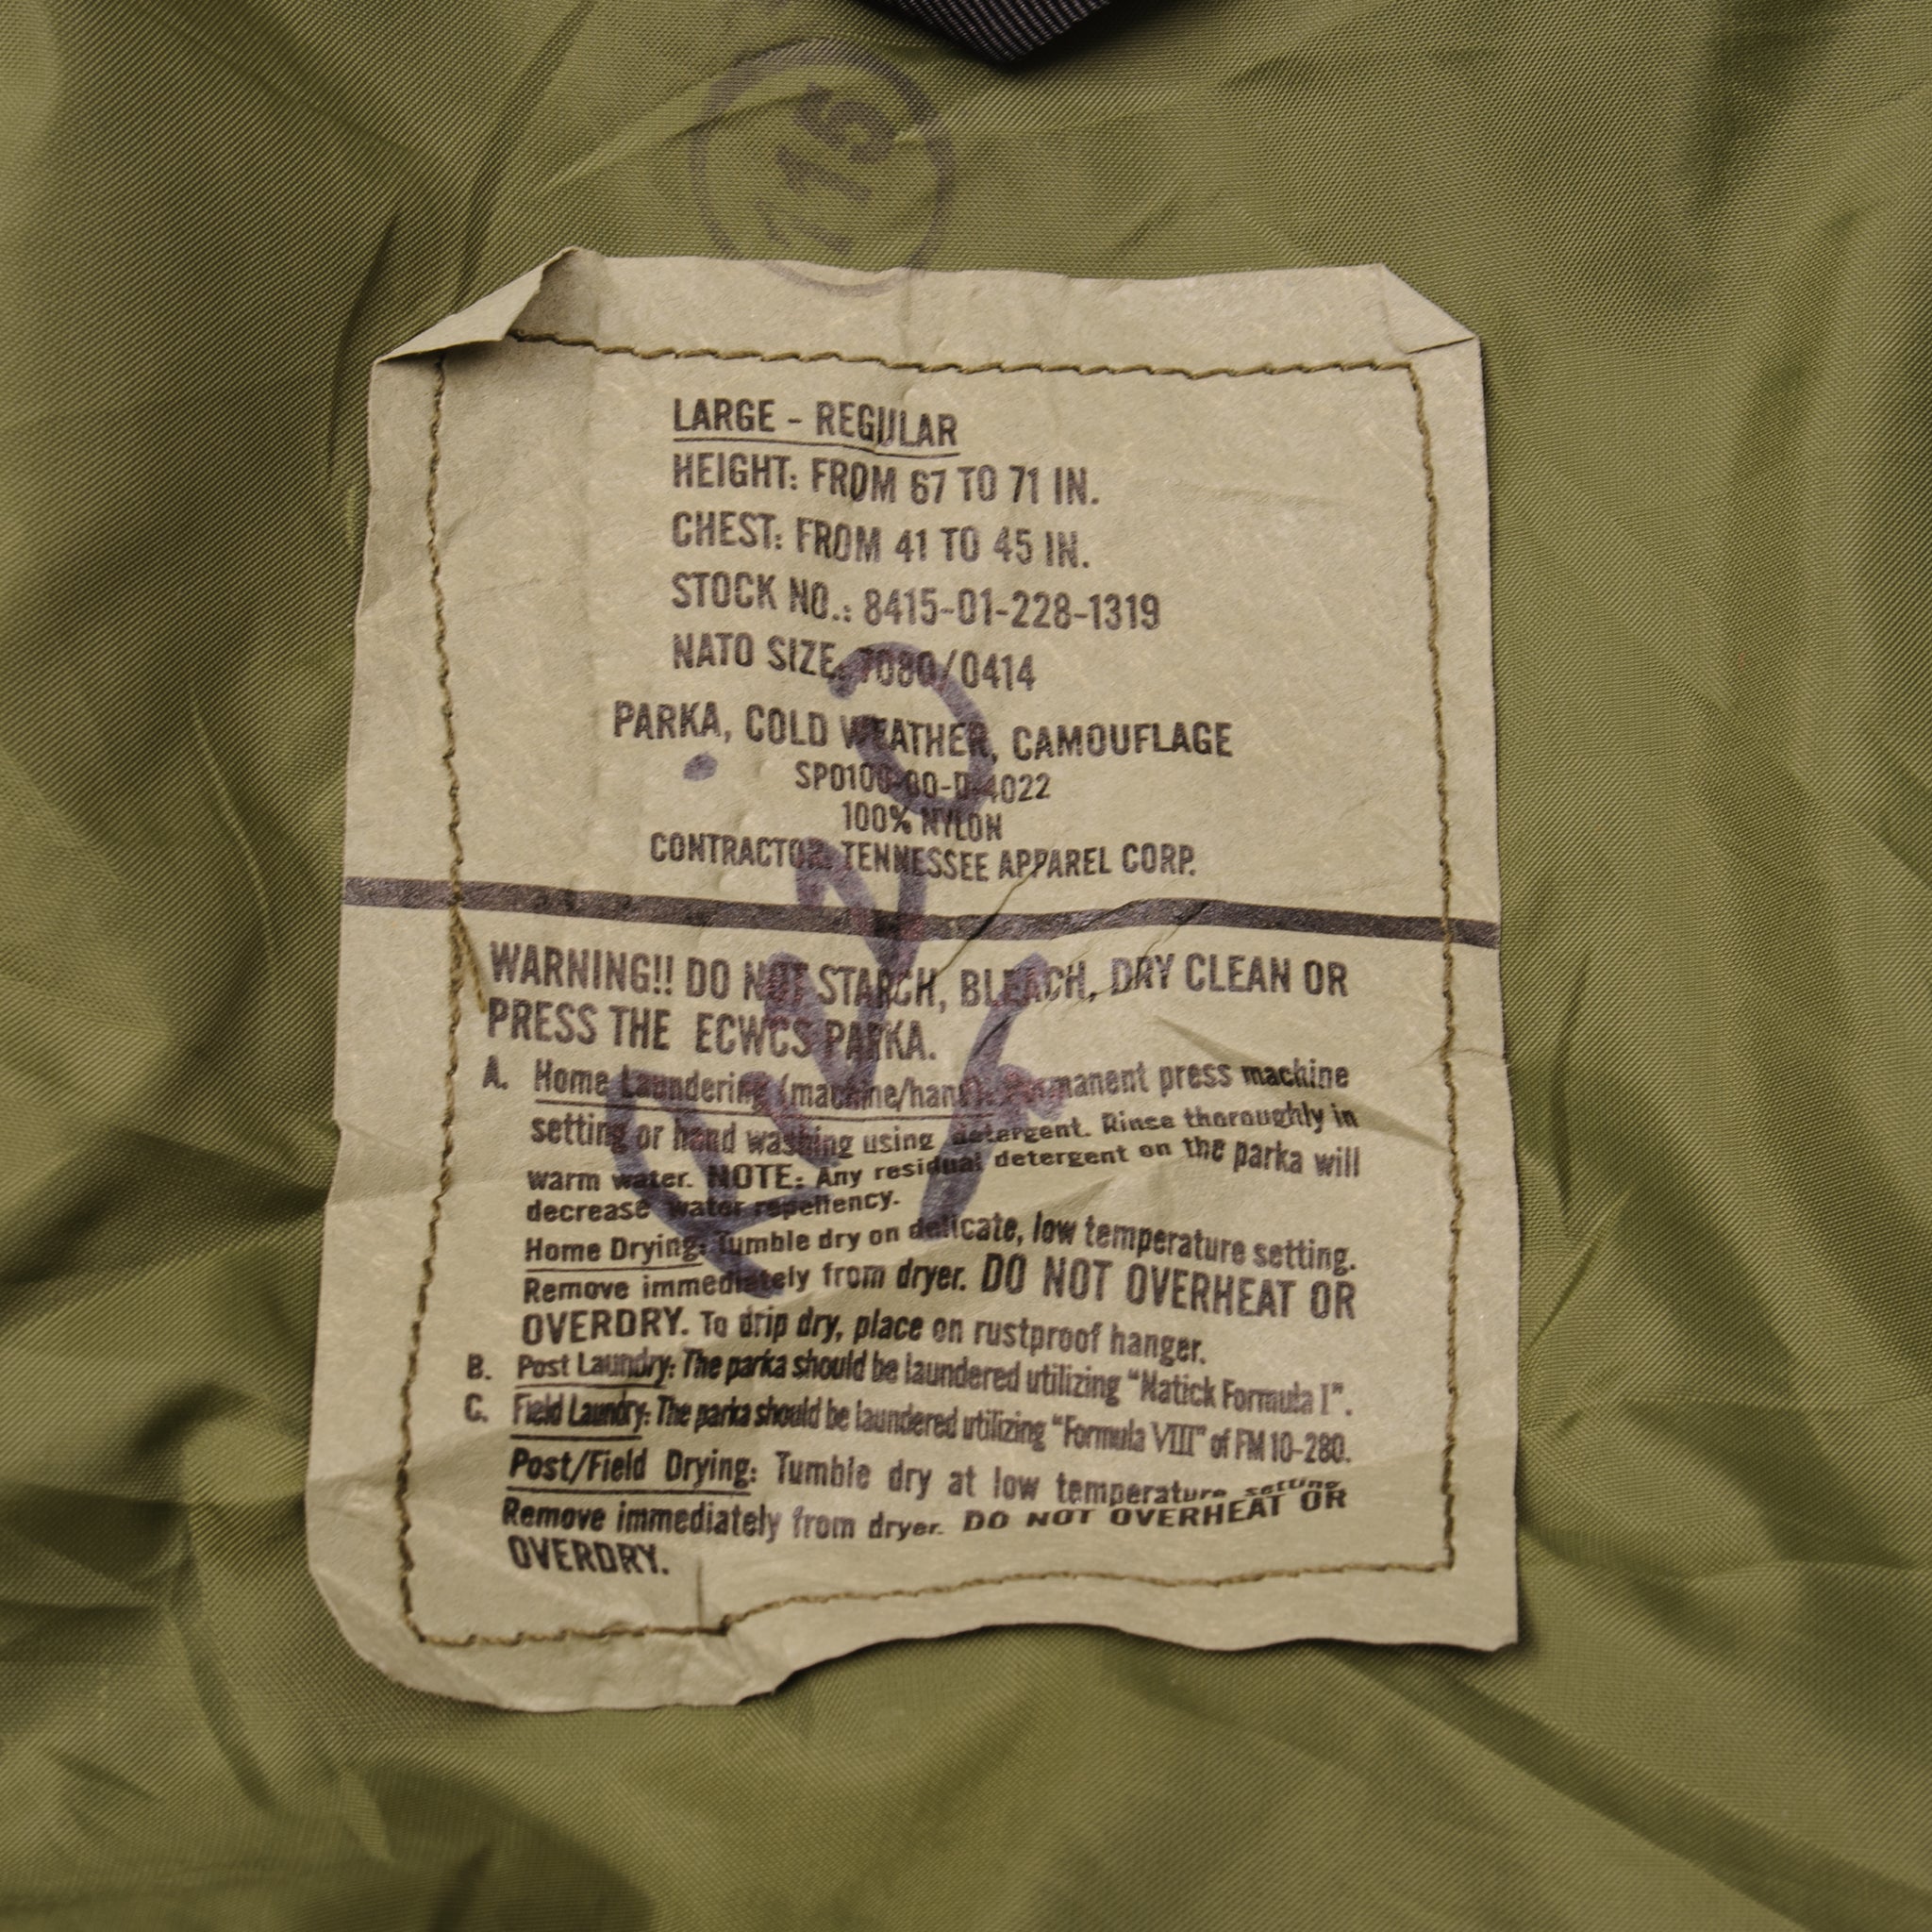 115
LARGE - REGULAR
HEIGHT: FROM 67 TO 71 IN.
CHEST: FROM 41 TO 45 IN.
STOCK NO.: 8415-01-228-1319
NATO SIZE: 7080/0414
PARKA, COLD WEATHER, CAMOUFLAGE
SP0100-00-D-4022
100% NYLON
CONTRACTOR: TENNESSEE APPAREL CORP.
WARNING!! DO NOT STARCH, BLEACH, DRY CLEAN OR
PRESS THE ECWCS PARKA.
A. Home Laundering (machine/hand): Permanent press machine
setting or hand washing using detergent. Rinse thoroughly in
warm water. NOTE: Any residual detergent on the parka will
decrease water repellency.
Home Drying: Tumble dry on delicate, low temperature setting.
Remove immediately from dryer. DO NOT OVERHEAT OR
OVERDRY. To drip dry, place on rustproof hanger.
B. Post Laundry: The parka should be laundered utilizing "Natick Formula I".
C. Field Laundry: The parka should be laundered utilizing "Formula VIII" of FM 10-280.
Post/Field Drying: Tumble dry at low temperature setting
Remove immediately from dryer. DO NOT OVERHEAT OR
OVERDRY.